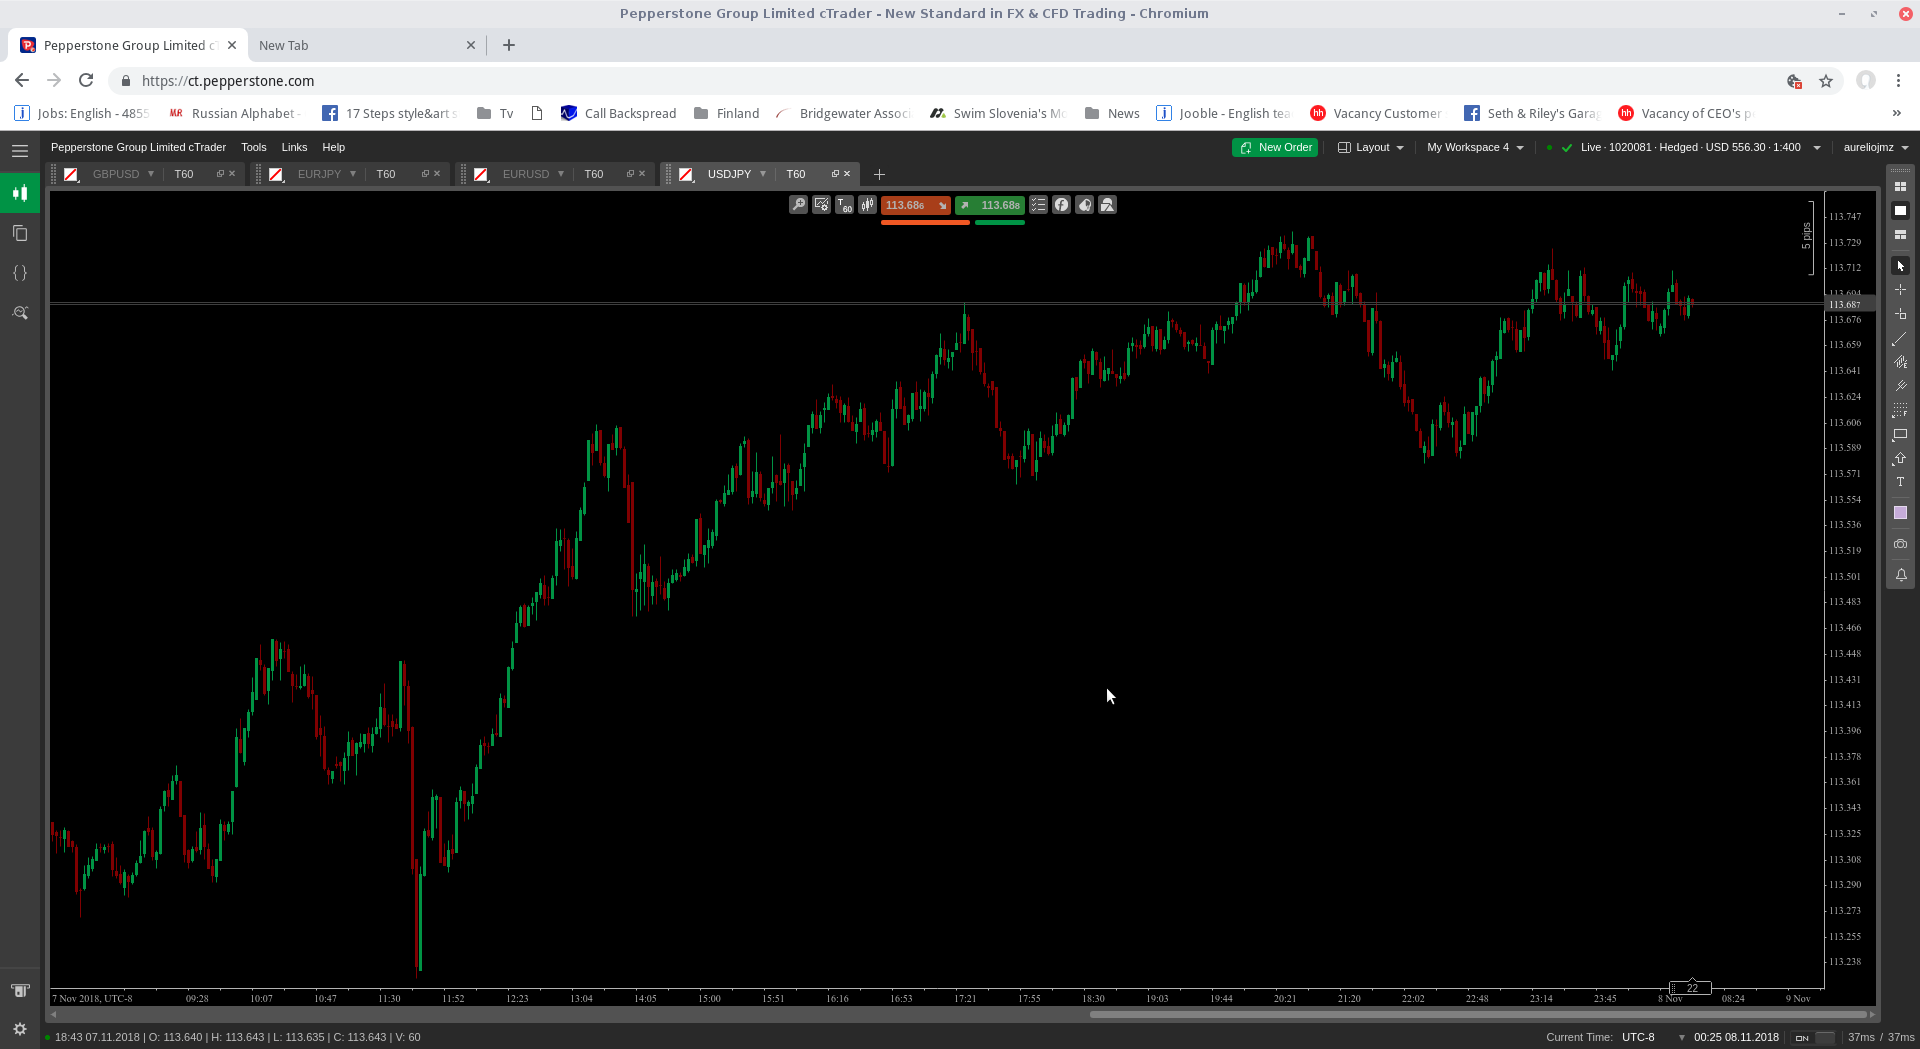 Pepperstone Group Limited cTrader - New Standard in FX & CFD Trading - Chromium
Pepperstone Group Limited c
New Tab
https://ct.pepperstone.com
Jobs: English - 4855
Russian Alphabet -
17 Steps style&art s
Tv
Call Backspread
Finland
Bridgewater Associ
Swim Slovenia's Mo
News
Jooble - English tea
Vacancy Customer
Seth & Riley's Garag
Vacancy of CEO's p
Pepperstone Group Limited cTrader Tools Links Help
New Order Layout My Workspace 4 Live · 1020081 · Hedged · USD 556.30 · 1:400 aureliojmz
GBPUSD T60 EURJPY T60 EURUSD T60 USDJPY T60
T60 113.686 113.688
5 pips
113.747
113.729
113.712
113.687
113.676
113.659
113.641
113.624
113.606
113.589
113.571
113.554
113.536
113.519
113.501
113.483
113.466
113.448
113.431
113.413
113.396
113.378
113.361
113.343
113.325
113.308
113.290
113.273
113.255
113.238
22
7 Nov 2018, UTC-8 09:28 10:07 10:47 11:30 11:52 12:23 13:04 14:05 15:00 15:51 16:16 16:53 17:21 17:55 18:30 19:03 19:44 20:21 21:20 22:02 22:48 23:14 23:45 8 Nov 08:24 9 Nov
18:43 07.11.2018 | O: 113.640 | H: 113.643 | L: 113.635 | C: 113.643 | V: 60
Current Time: UTC-8 00:25 08.11.2018 ON 37ms / 37ms